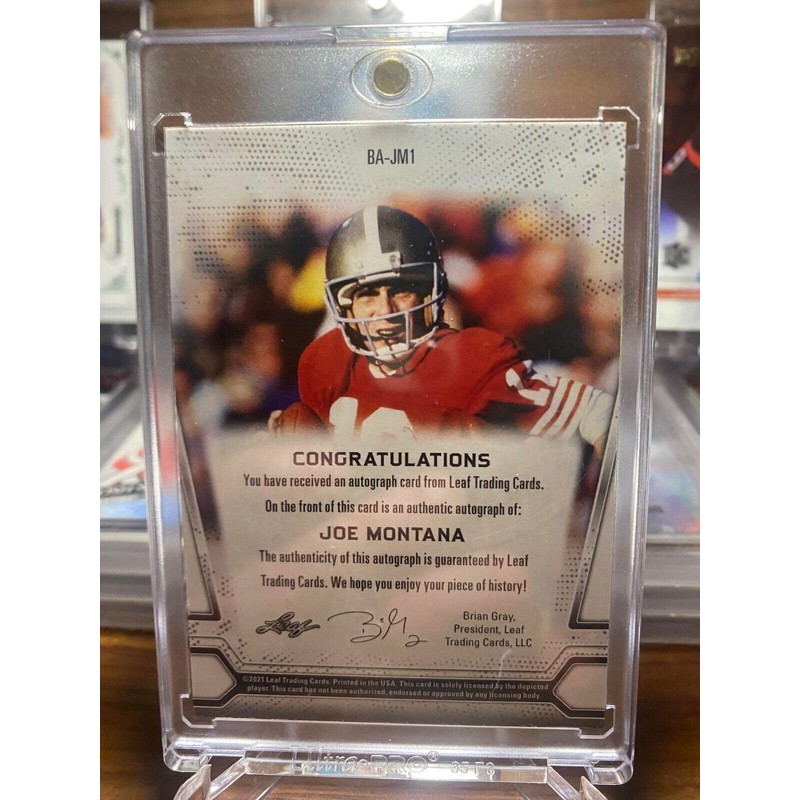 BA-JM1
CONGRATULATIONS
You have received an autograph card from Leaf Trading Cards.
On the front of this card is an authentic autograph of:
JOE MONTANA
The authenticity of this autograph is guaranteed by Leaf
Trading Cards. We hope you enjoy your piece of history!
Leaf
Brian Gray,
President, Leaf
Trading Cards, LLC
©2021 Leaf Trading Cards. Printed in the USA. This card is solely licensed by the depicted
player. This card has not been authorized, endorsed or approved by any licensing body.
Ultra-PRO®